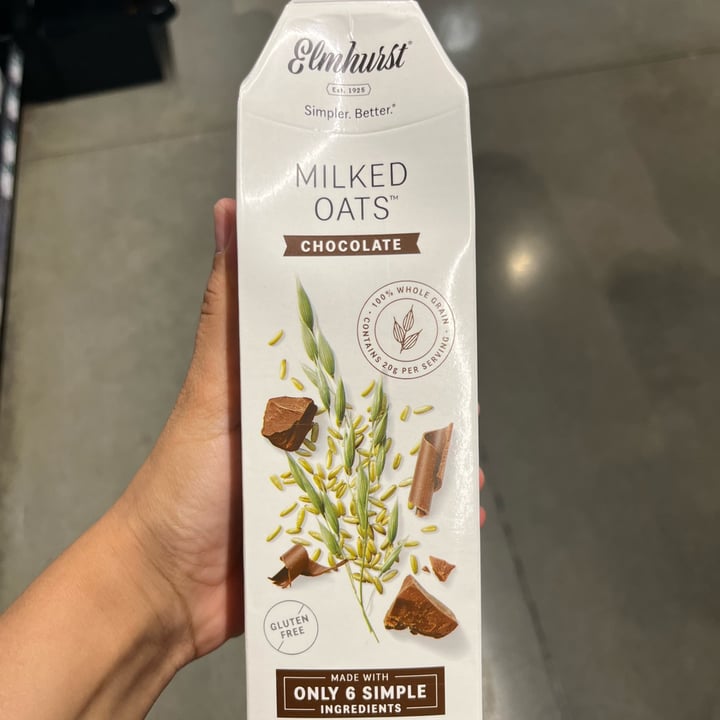 Elmhurst®
Est. 1925
Simpler. Better.®
MILKED
OATS™
CHOCOLATE
· 100% WHOLE GRAIN ·
CONTAINS 20g PER SERVING
GLUTEN
FREE
MADE WITH
ONLY 6 SIMPLE
INGREDIENTS